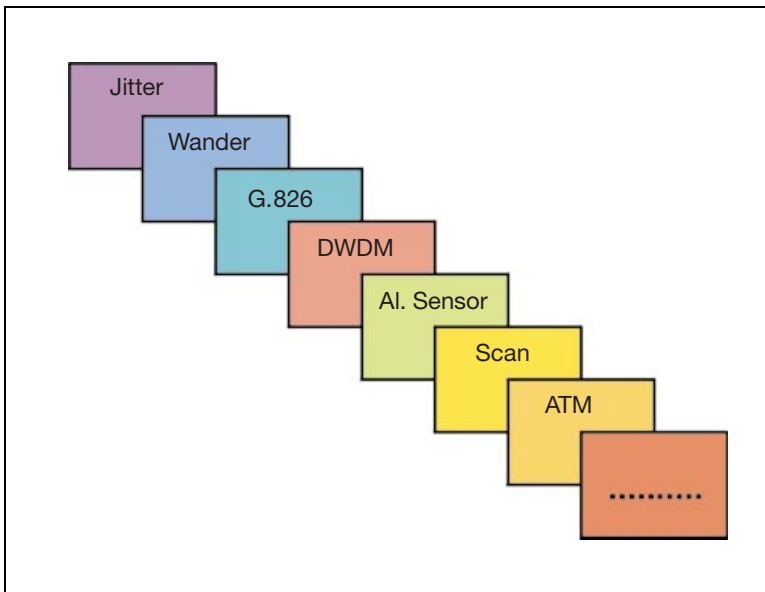 Jitter
Wander
G.826
DWDM
Al. Sensor
Scan
ATM
..........